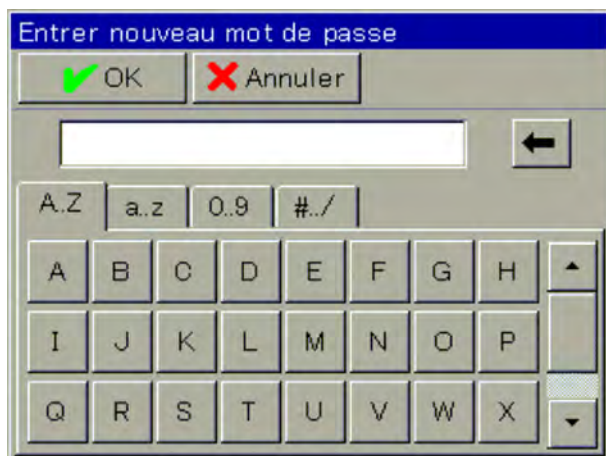 Entrer nouveau mot de passe
OK Annuler
A..Z a..z 0..9 #../
A B C D E F G H
I J K L M N O P
Q R S T U V W X